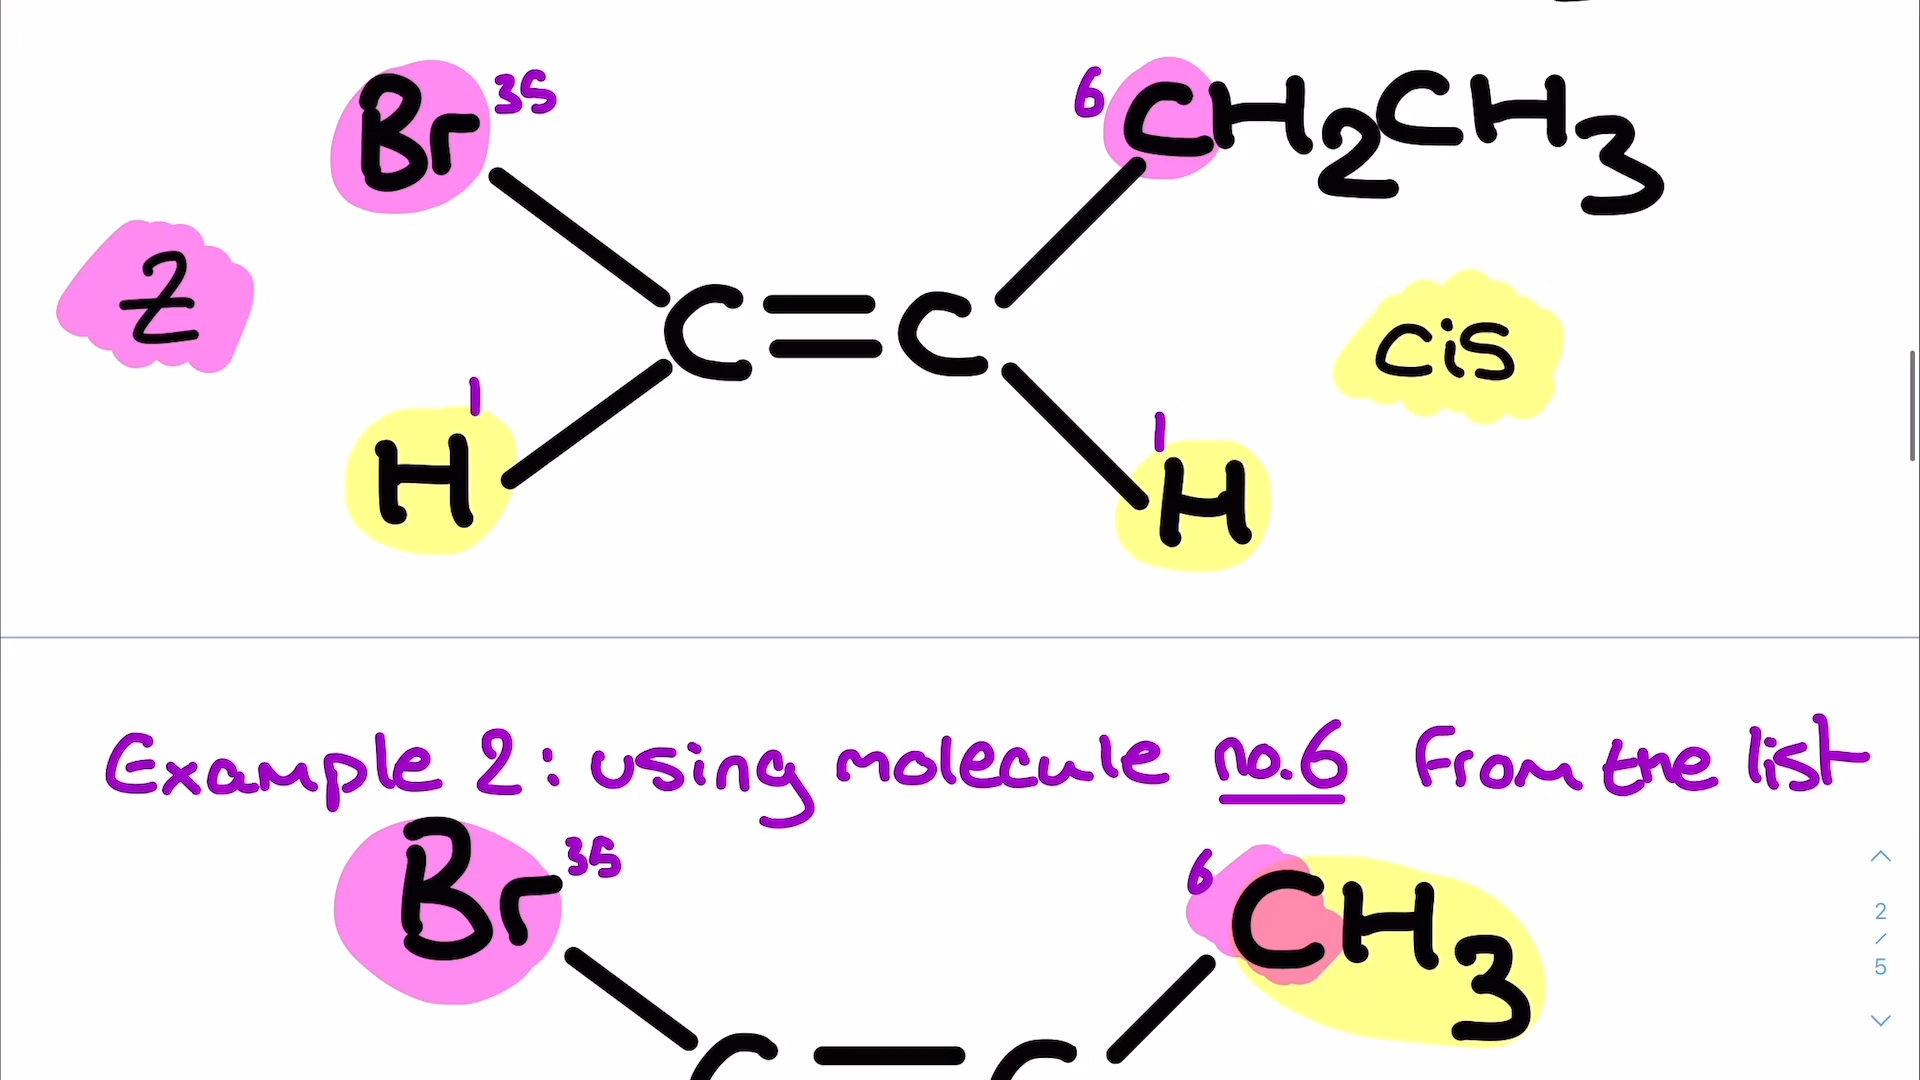 Br 35 6 CH2CH3
Z
C = C
cis
1 1
H H
Example 2: using molecule no.6 from the list
Br 35 6 CH3
C = C
2
/
5